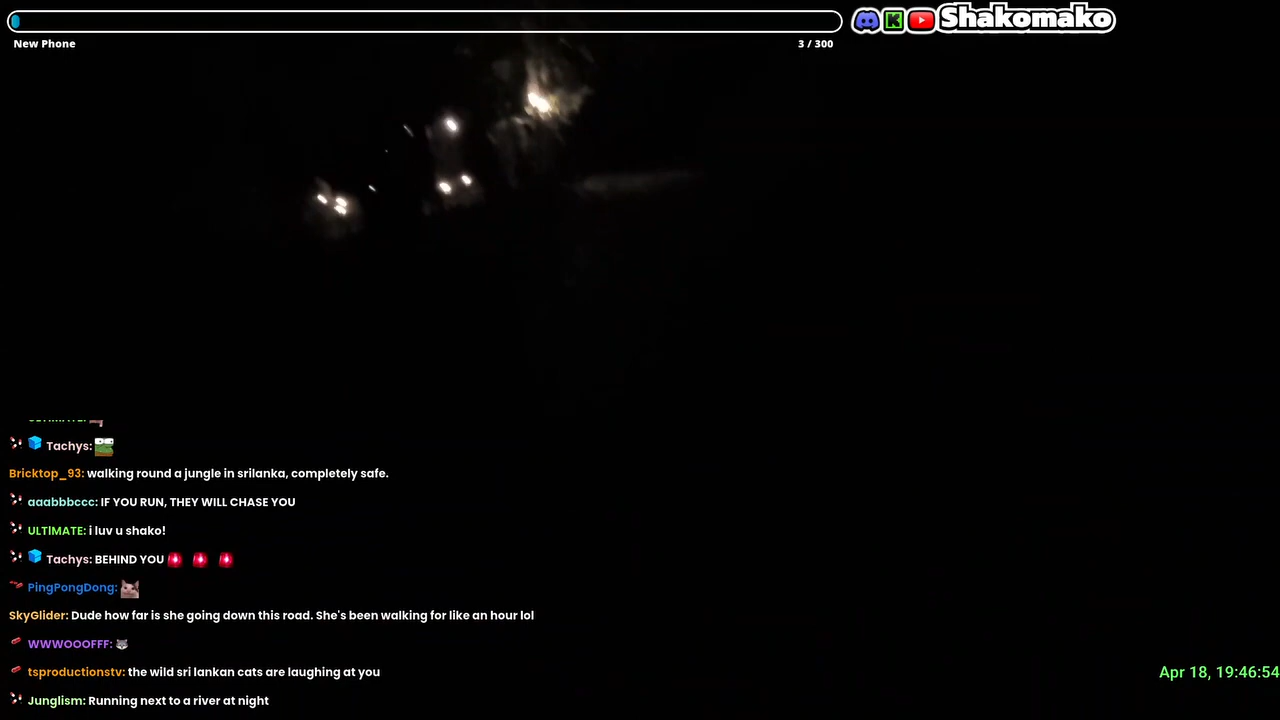 Shakomako
New Phone
3 / 300
Tachys:
Bricktop_93: walking round a jungle in srilanka, completely safe.
aaabbbccc: IF YOU RUN, THEY WILL CHASE YOU
ULTIMATE: i luv u shako!
Tachys: BEHIND YOU
PingPongDong:
SkyGlider: Dude how far is she going down this road. She's been walking for like an hour lol
WWWOOOFFF:
tsproductionstv: the wild sri lankan cats are laughing at you
Apr 18, 19:46:54
Junglism: Running next to a river at night